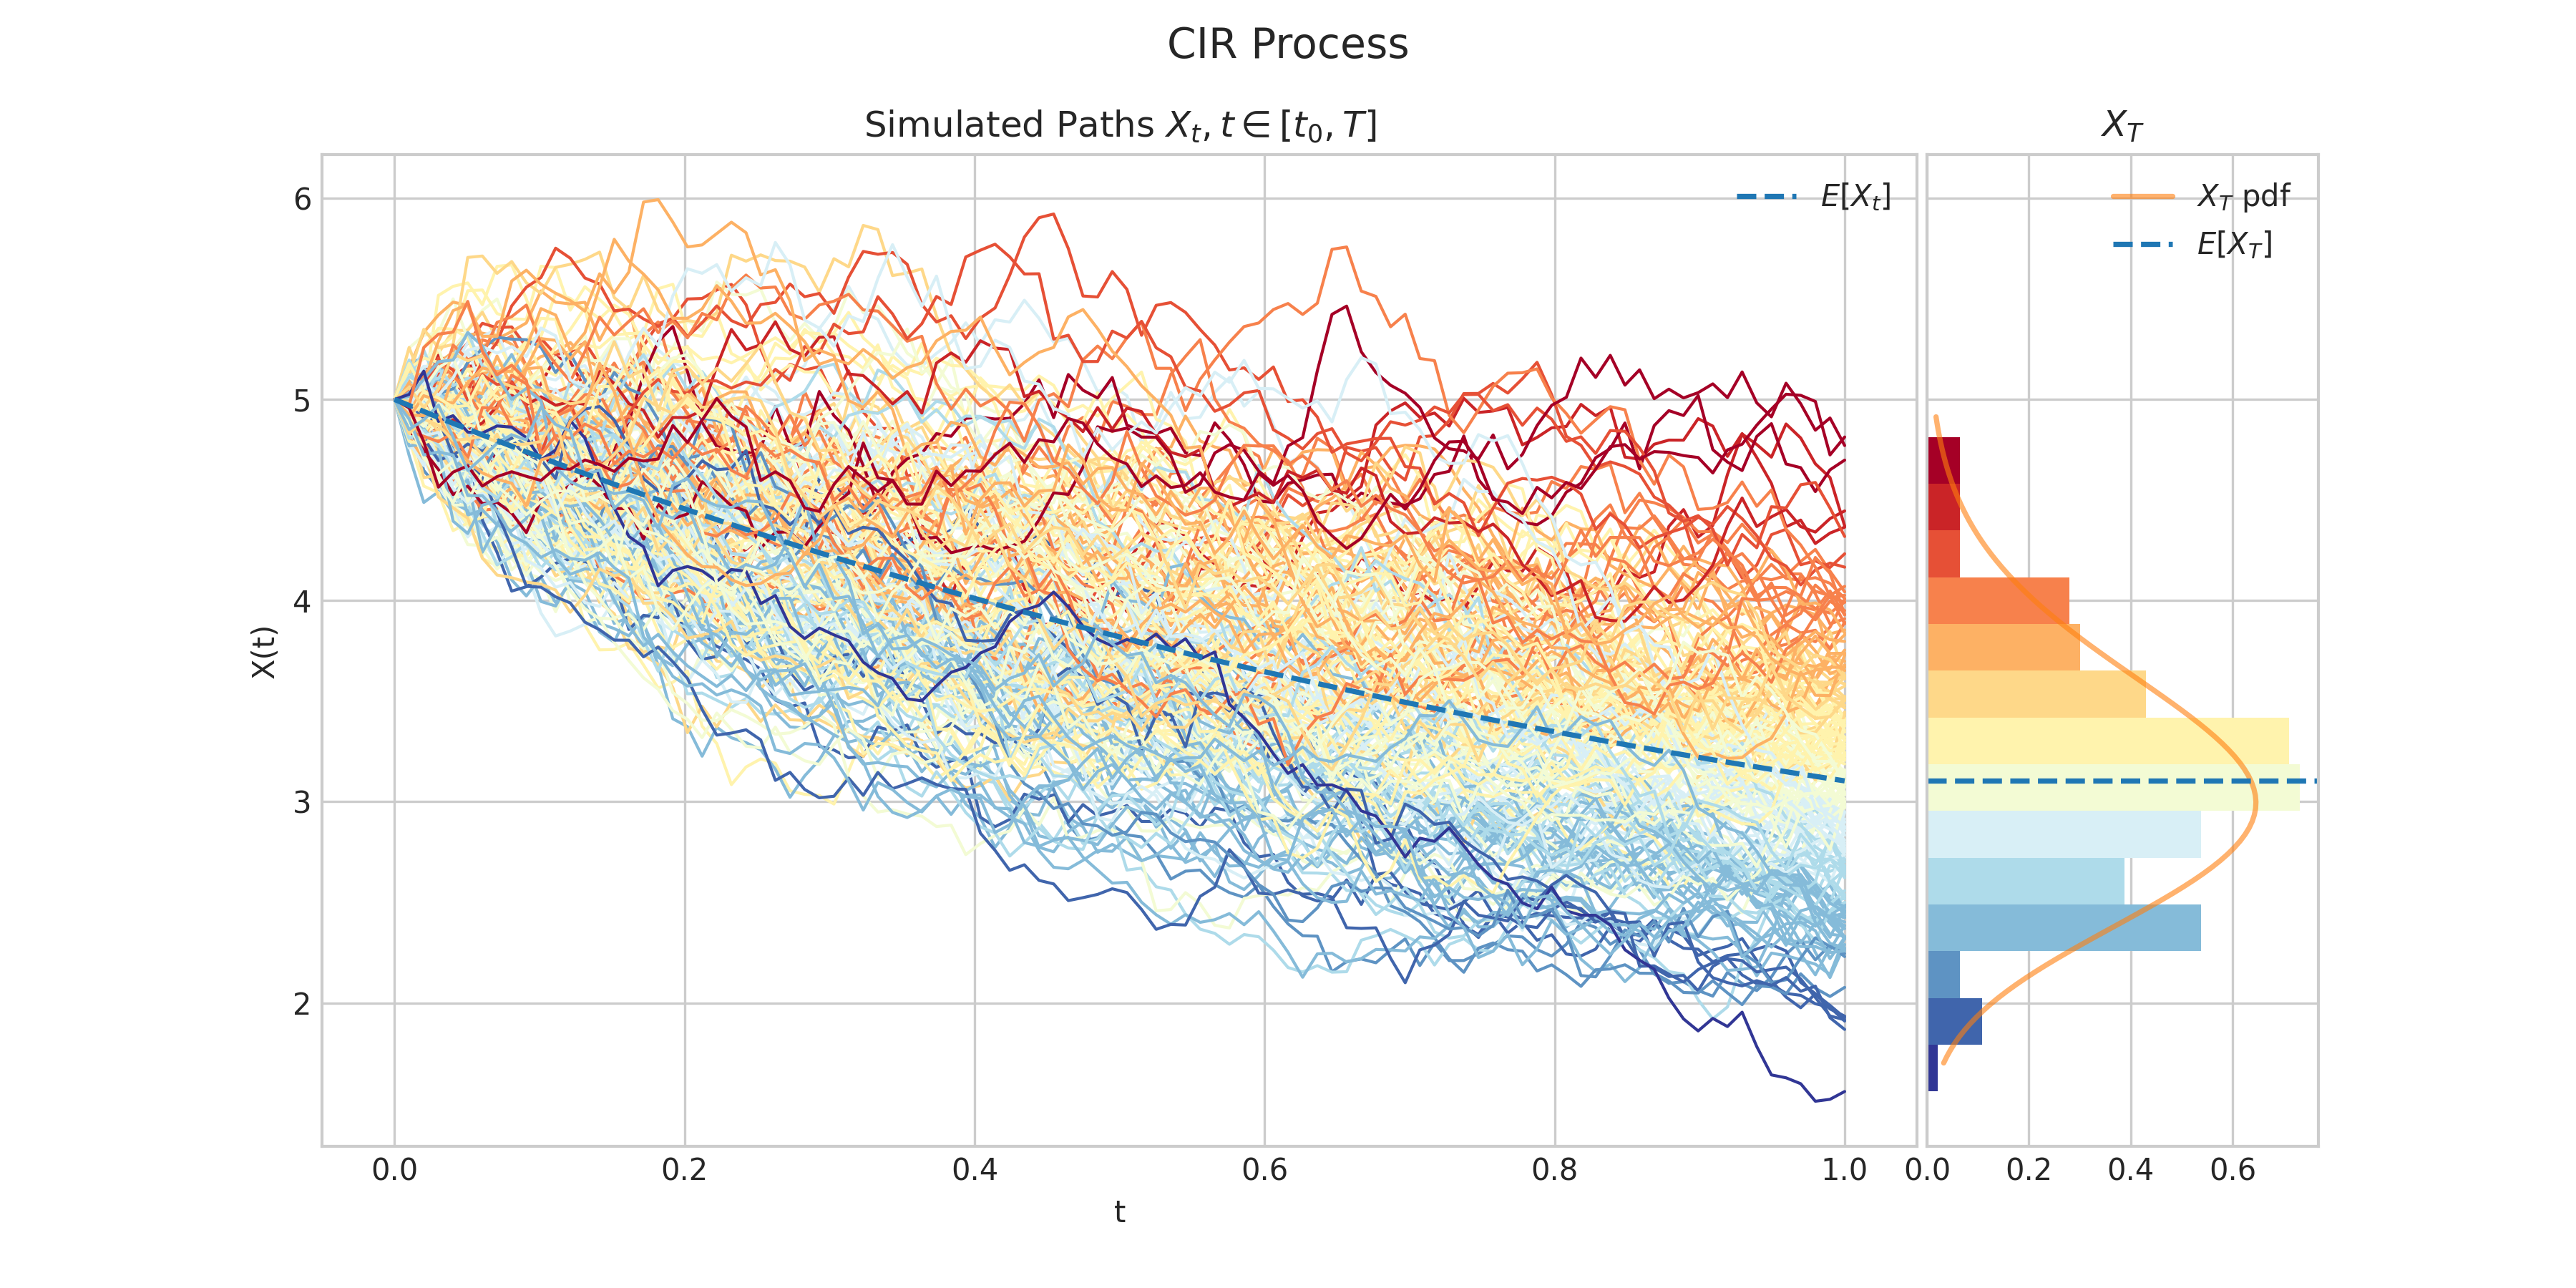 CIR Process
Simulated Paths $X_t, t \in [t_0, T]$
$X_T$
$E[X_t]$
$X_T$ pdf
$E[X_T]$
X(t)
6
5
4
3
2
0.0 0.2 0.4 0.6 0.8 1.0
0.0 0.2 0.4 0.6
t